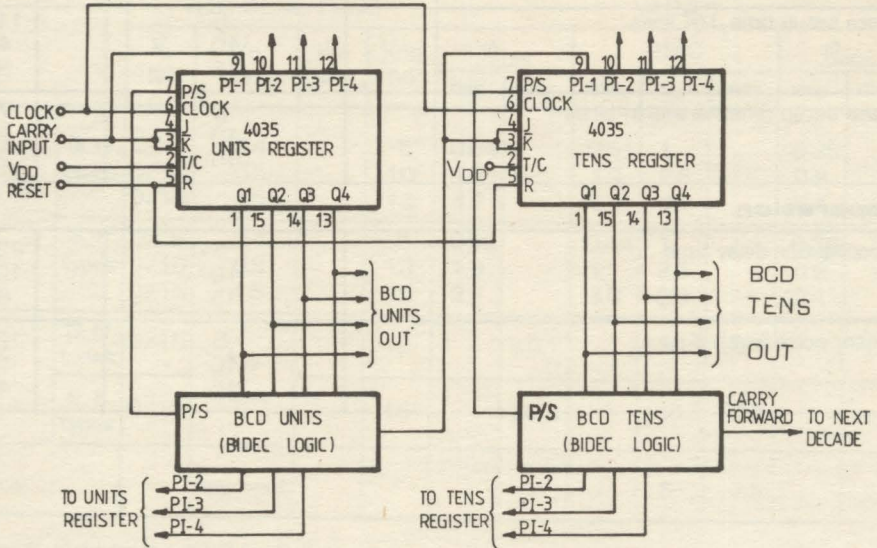 9 10 11 12
PI-1 PI-2 PI-3 PI-4
7 P/S
6 CLOCK
4 J
3 K̅
2 T/C
5 R
4035
UNITS REGISTER
Q1 Q2 Q3 Q4
1 15 14 13
CLOCK
CARRY
INPUT
VDD
RESET
9 10 11 12
PI-1 PI-2 PI-3 PI-4
7 P/S
6 CLOCK
4 J
3 K̅
2 T/C
5 R
4035
TENS REGISTER
VDD
Q1 Q2 Q3 Q4
1 15 14 13
BCD
UNITS
OUT
BCD
TENS
OUT
P/S
BCD UNITS
(BIDEC LOGIC)
P/S
BCD TENS
(BIDEC LOGIC)
CARRY
FORWARD
TO NEXT
DECADE
TO UNITS
REGISTER
PI-2
PI-3
PI-4
TO TENS
REGISTER
PI-2
PI-3
PI-4